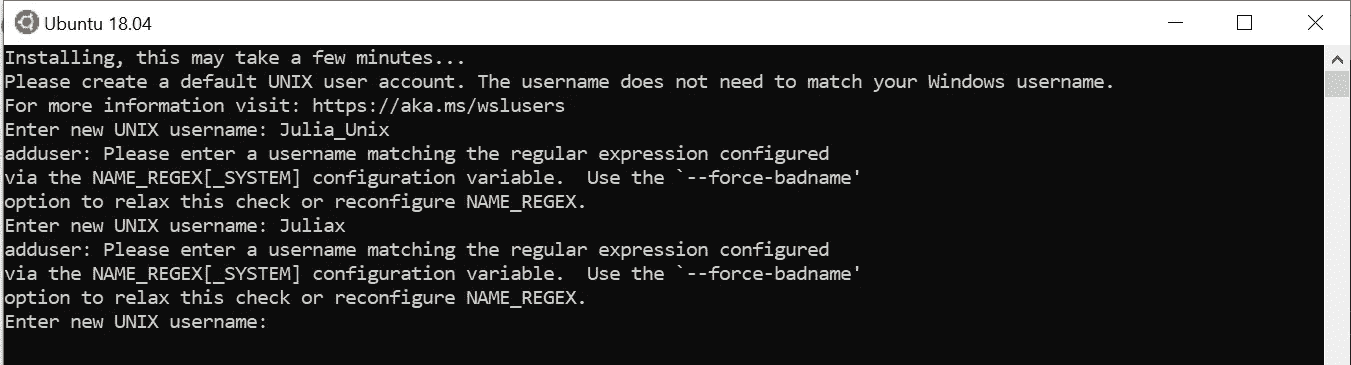 Ubuntu 18.04
Installing, this may take a few minutes...
Please create a default UNIX user account. The username does not need to match your Windows username.
For more information visit: https://aka.ms/wslusers
Enter new UNIX username: Julia_Unix
adduser: Please enter a username matching the regular expression configured
via the NAME_REGEX[_SYSTEM] configuration variable.  Use the `--force-badname'
option to relax this check or reconfigure NAME_REGEX.
Enter new UNIX username: Juliax
adduser: Please enter a username matching the regular expression configured
via the NAME_REGEX[_SYSTEM] configuration variable.  Use the `--force-badname'
option to relax this check or reconfigure NAME_REGEX.
Enter new UNIX username: